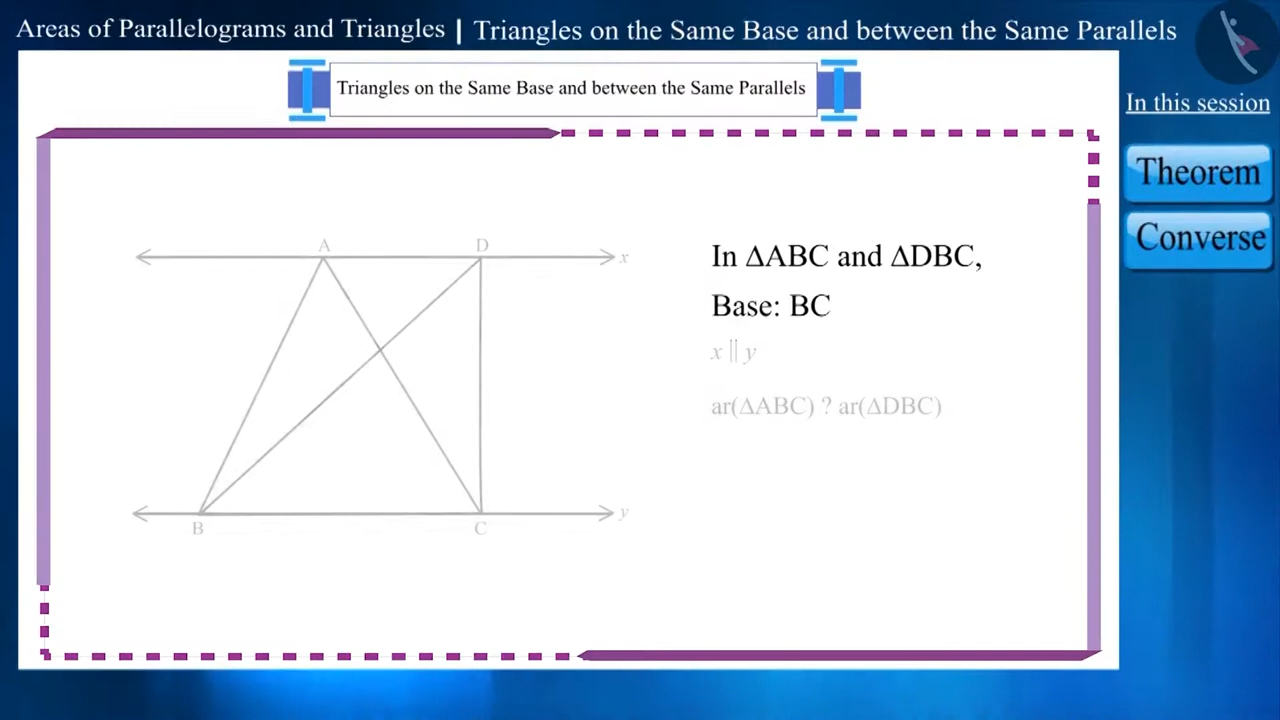 Areas of Parallelograms and Triangles | Triangles on the Same Base and between the Same Parallels
Triangles on the Same Base and between the Same Parallels
In this session
Theorem
Converse
A
D
x
B
C
y
In ΔABC and ΔDBC,
Base: BC
x || y
ar(ΔABC) ? ar(ΔDBC)